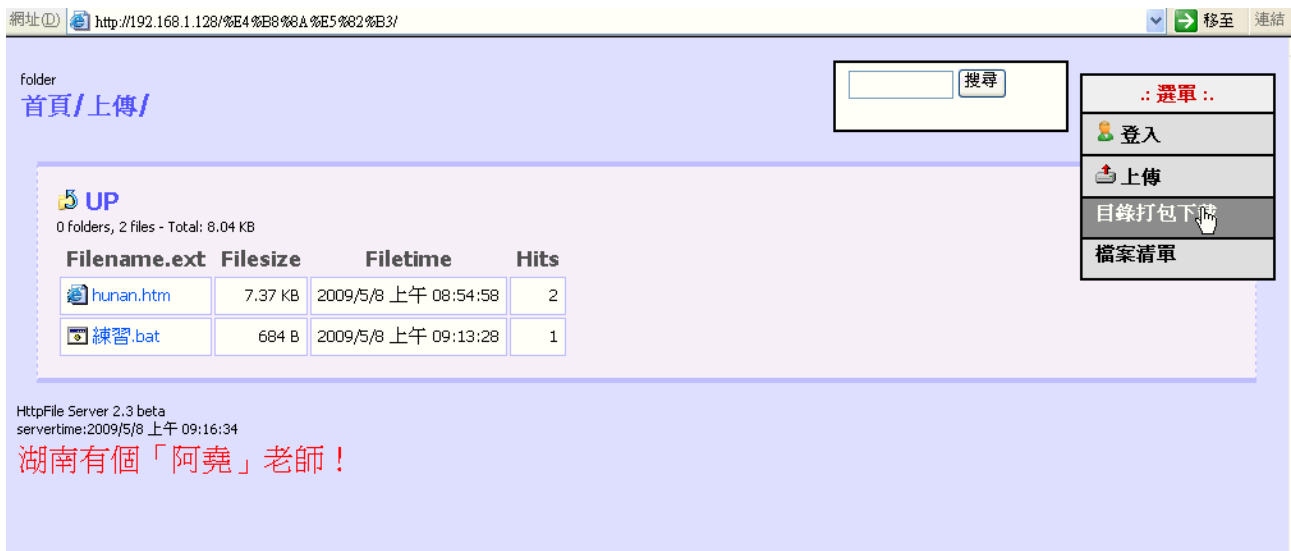 網址(D) http://192.168.1.128/%E4%B8%8A%E5%82%B3/ 移至 連結
folder
首頁/上傳/
搜尋
.: 選單 :.
登入
上傳
目錄打包下載
檔案清單
UP
0 folders, 2 files - Total: 8.04 KB
Filename.ext Filesize Filetime Hits
hunan.htm 7.37 KB 2009/5/8 上午 08:54:58 2
練習.bat 684 B 2009/5/8 上午 09:13:28 1
HttpFile Server 2.3 beta
servertime:2009/5/8 上午 09:16:34
湖南有個「阿堯」老師！